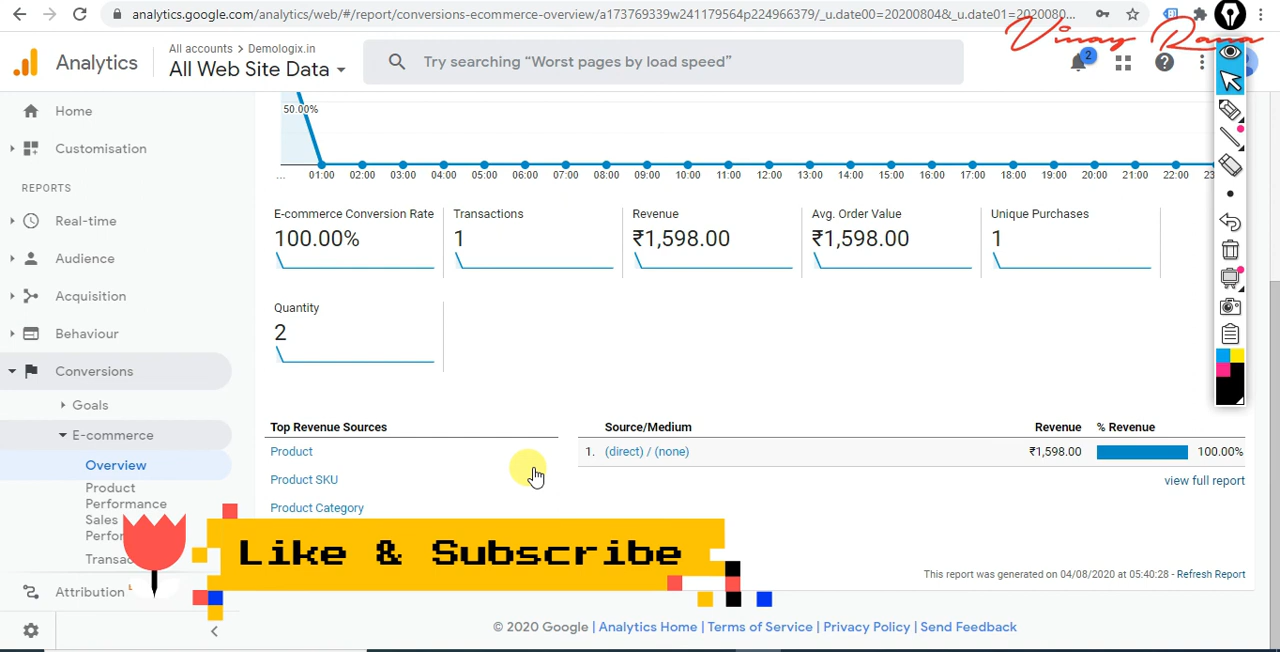 analytics.google.com/analytics/web/#/report/conversions-ecommerce-overview/a173769339w241179564p224966379/_u.date00=20200804&_u.date01=2020080...
Vinay Rana
Analytics
All accounts > Demologix.in
All Web Site Data
Try searching “Worst pages by load speed”
2
Home
Customisation
REPORTS
Real-time
Audience
Acquisition
Behaviour
Conversions
Goals
E-commerce
Overview
Product
Performance
Sales
Perfor
Transac
Attribution
50.00%
... 01:00 02:00 03:00 04:00 05:00 06:00 07:00 08:00 09:00 10:00 11:00 12:00 13:00 14:00 15:00 16:00 17:00 18:00 19:00 20:00 21:00 22:00 23
E-commerce Conversion Rate
100.00%
Transactions
1
Revenue
₹1,598.00
Avg. Order Value
₹1,598.00
Unique Purchases
1
Quantity
2
Top Revenue Sources
Product
Product SKU
Product Category
Source/Medium Revenue % Revenue
1. (direct) / (none) ₹1,598.00 100.00%
view full report
Like & Subscribe
This report was generated on 04/08/2020 at 05:40:28 - Refresh Report
© 2020 Google | Analytics Home | Terms of Service | Privacy Policy | Send Feedback